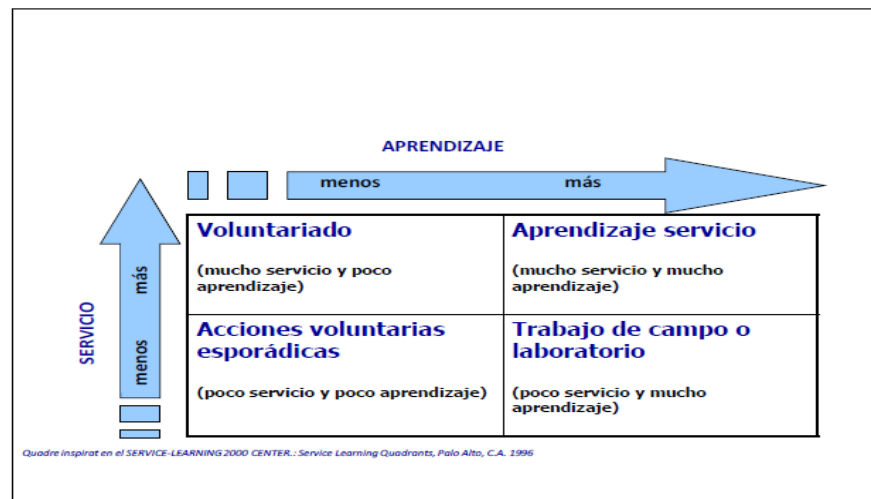 APRENDIZAJE
menos más
SERVICIO
menos más
Voluntariado
(mucho servicio y poco
aprendizaje)
Aprendizaje servicio
(mucho servicio y mucho
aprendizaje)
Acciones voluntarias
esporádicas
(poco servicio y poco aprendizaje)
Trabajo de campo o
laboratorio
(poco servicio y mucho
aprendizaje)
Quadre inspirat en el SERVICE-LEARNING 2000 CENTER.: Service Learning Quadrants, Palo Alto, C.A. 1996